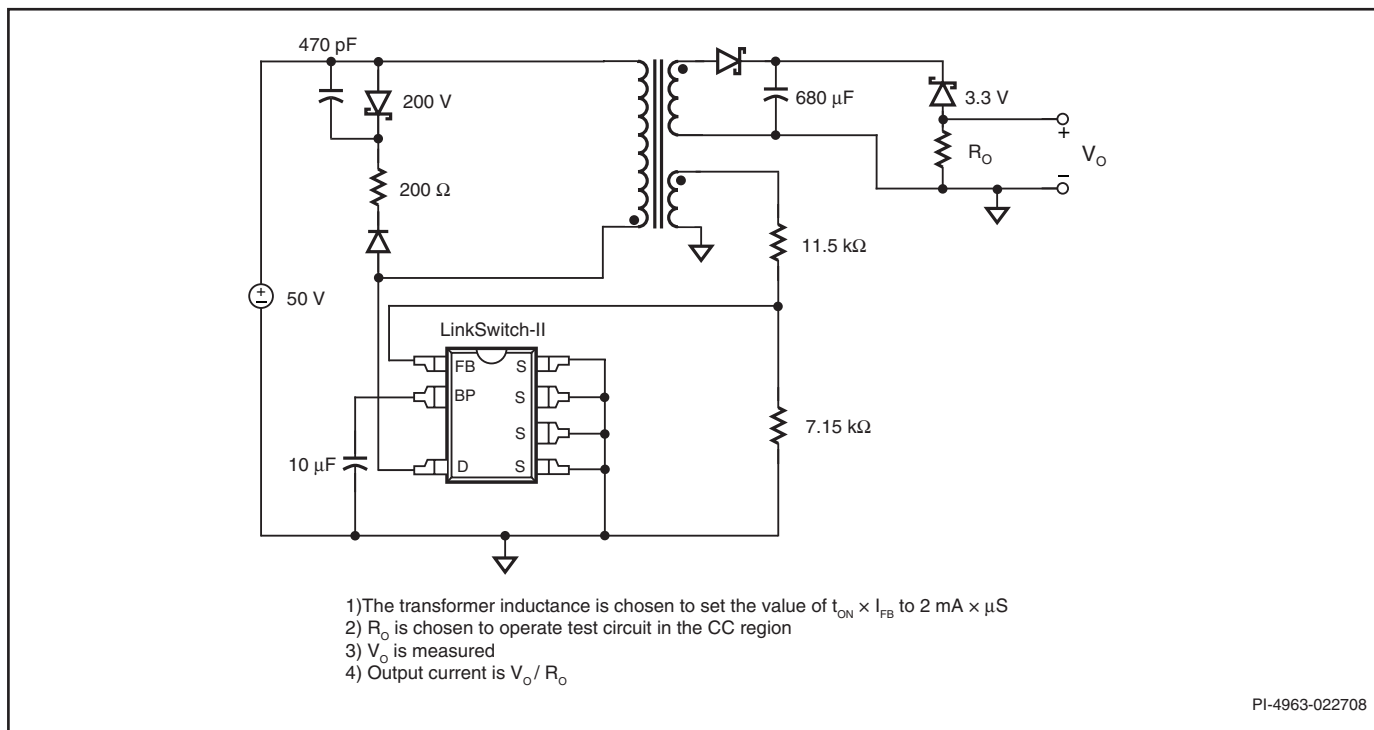 470 pF
200 V
680 μF
3.3 V
+
R_O
V_O
–
200 Ω
11.5 kΩ
+
–
50 V
LinkSwitch-II
FB
S
BP
S
S
7.15 kΩ
10 μF
D
S
1)The transformer inductance is chosen to set the value of t_ON × I_FB to 2 mA × μS
2) R_O is chosen to operate test circuit in the CC region
3) V_O is measured
4) Output current is V_O / R_O
PI-4963-022708